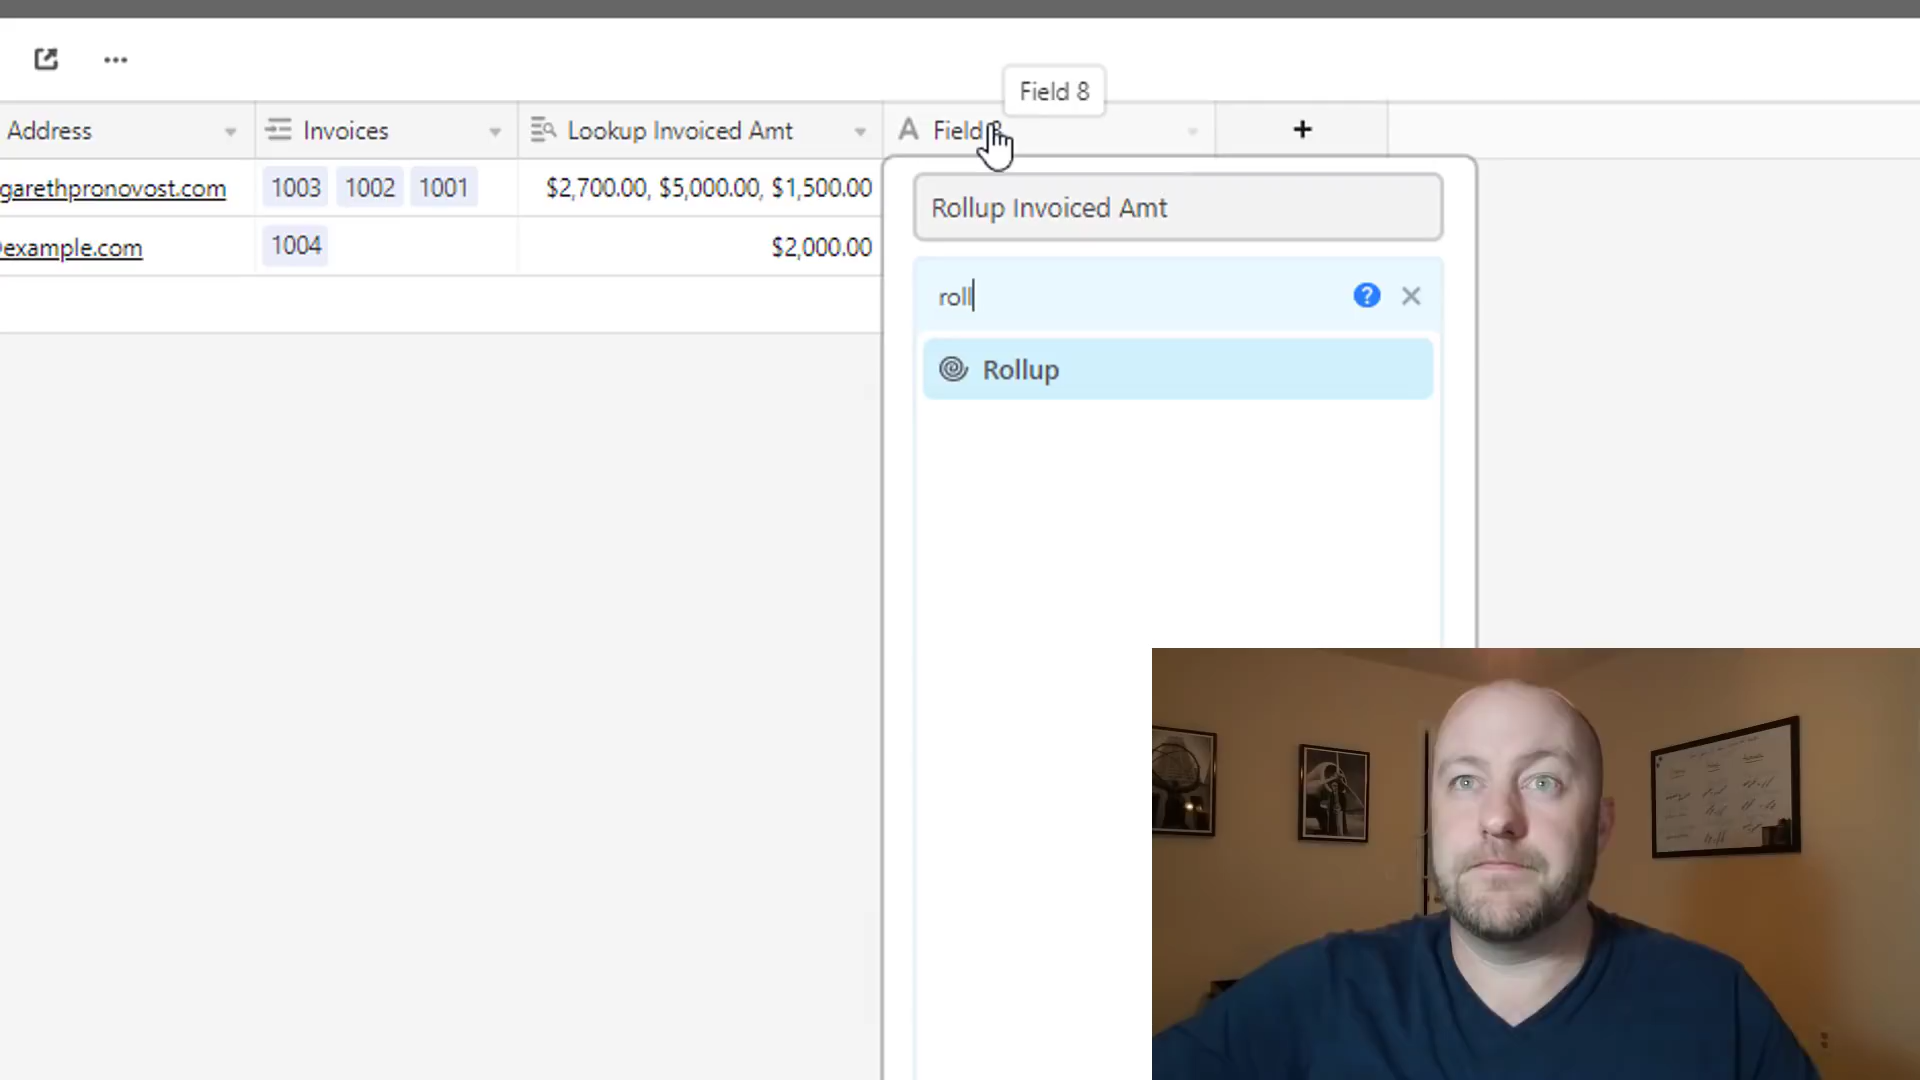 Field 8
Address
Invoices
Lookup Invoiced Amt
Field
garethpronovost.com
1003 1002 1001
$2,700.00, $5,000.00, $1,500.00
example.com
1004
$2,000.00
Rollup Invoiced Amt
roll
Rollup